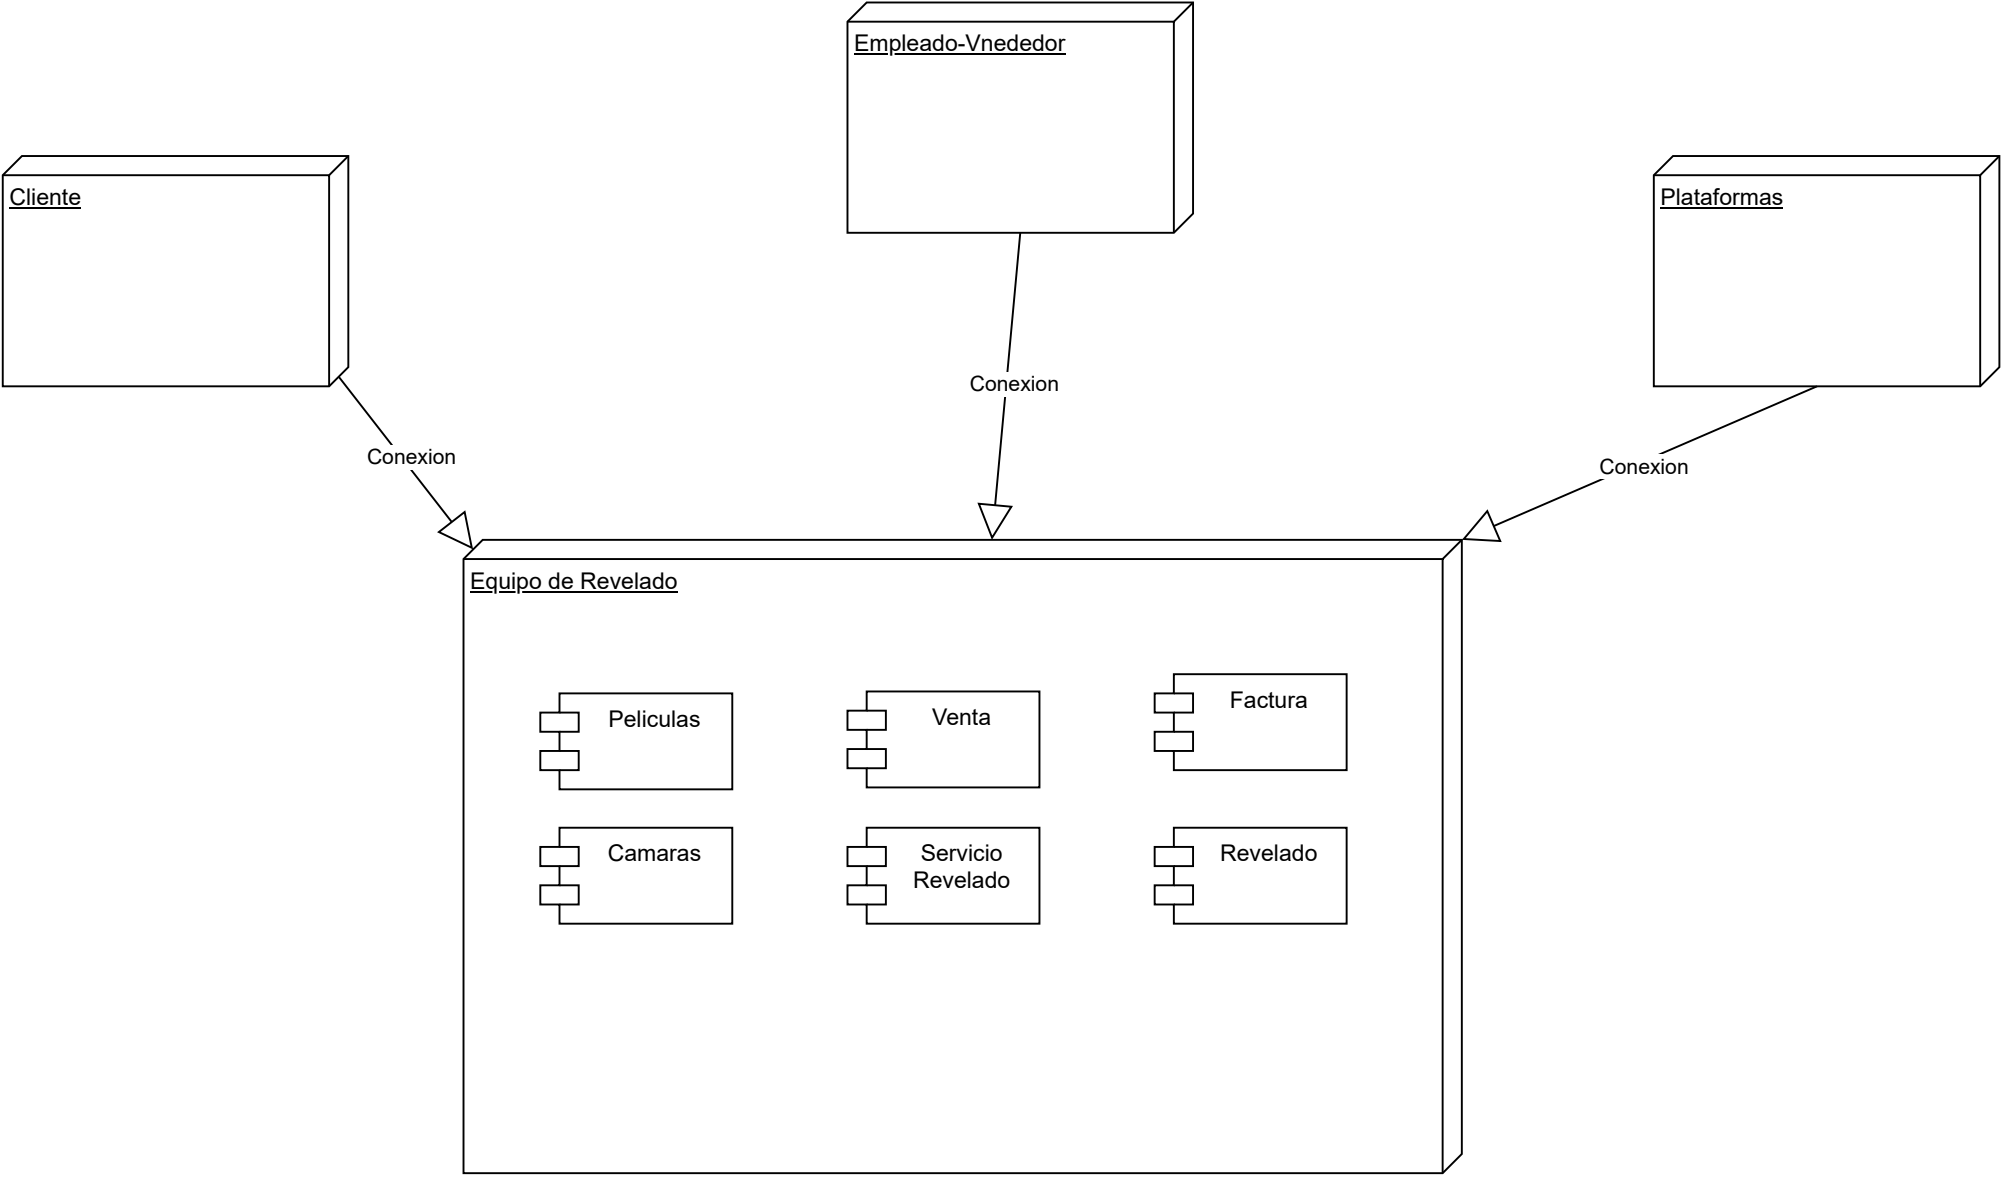 Empleado-Vnededor
Cliente
Plataformas
Conexion
Conexion
Conexion
Equipo de Revelado
Peliculas
Venta
Factura
Camaras
Servicio
Revelado
Revelado